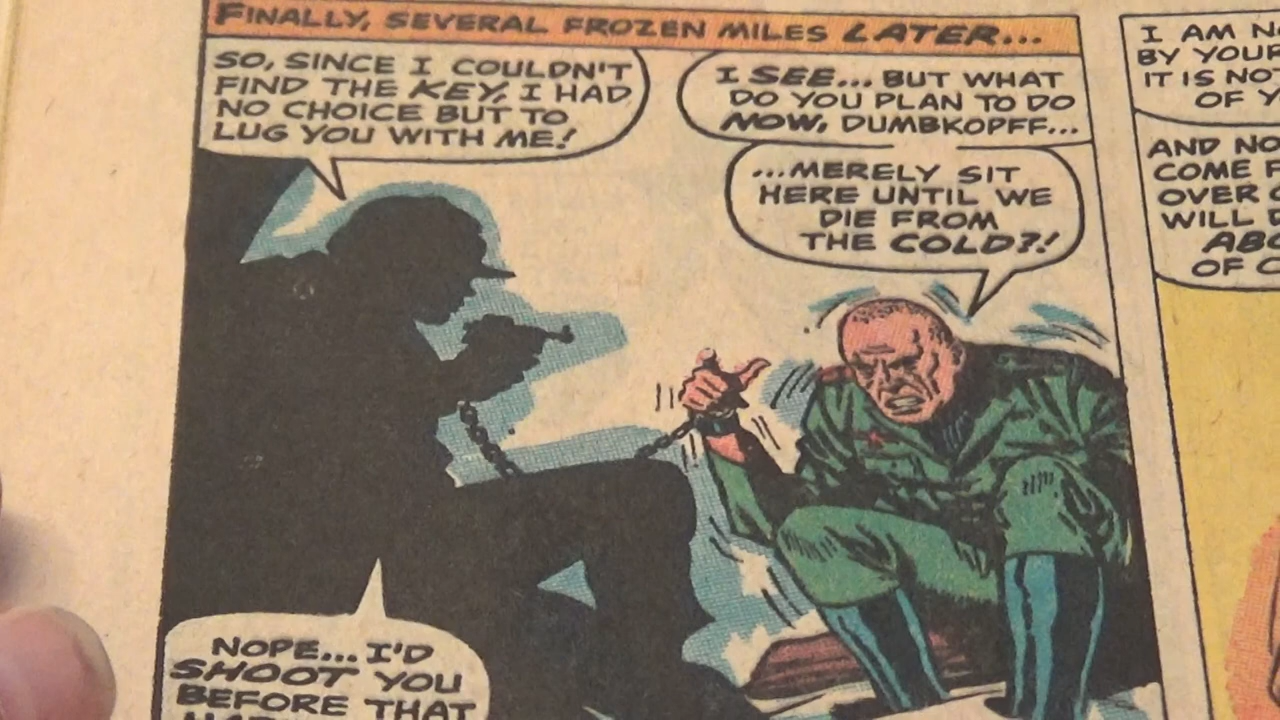 FINALLY, SEVERAL FROZEN MILES LATER...
SO, SINCE I COULDN'T
FIND THE KEY, I HAD
NO CHOICE BUT TO
LUG YOU WITH ME!
I SEE... BUT WHAT
DO YOU PLAN TO DO
NOW, DUMBKOPFF...
...MERELY SIT
HERE UNTIL WE
DIE FROM
THE COLD?!
NOPE... I'D
SHOOT YOU
BEFORE THAT
I AM
BY YOUR
IT IS NOT
OF
AND
COME
OVER
WILL
OF